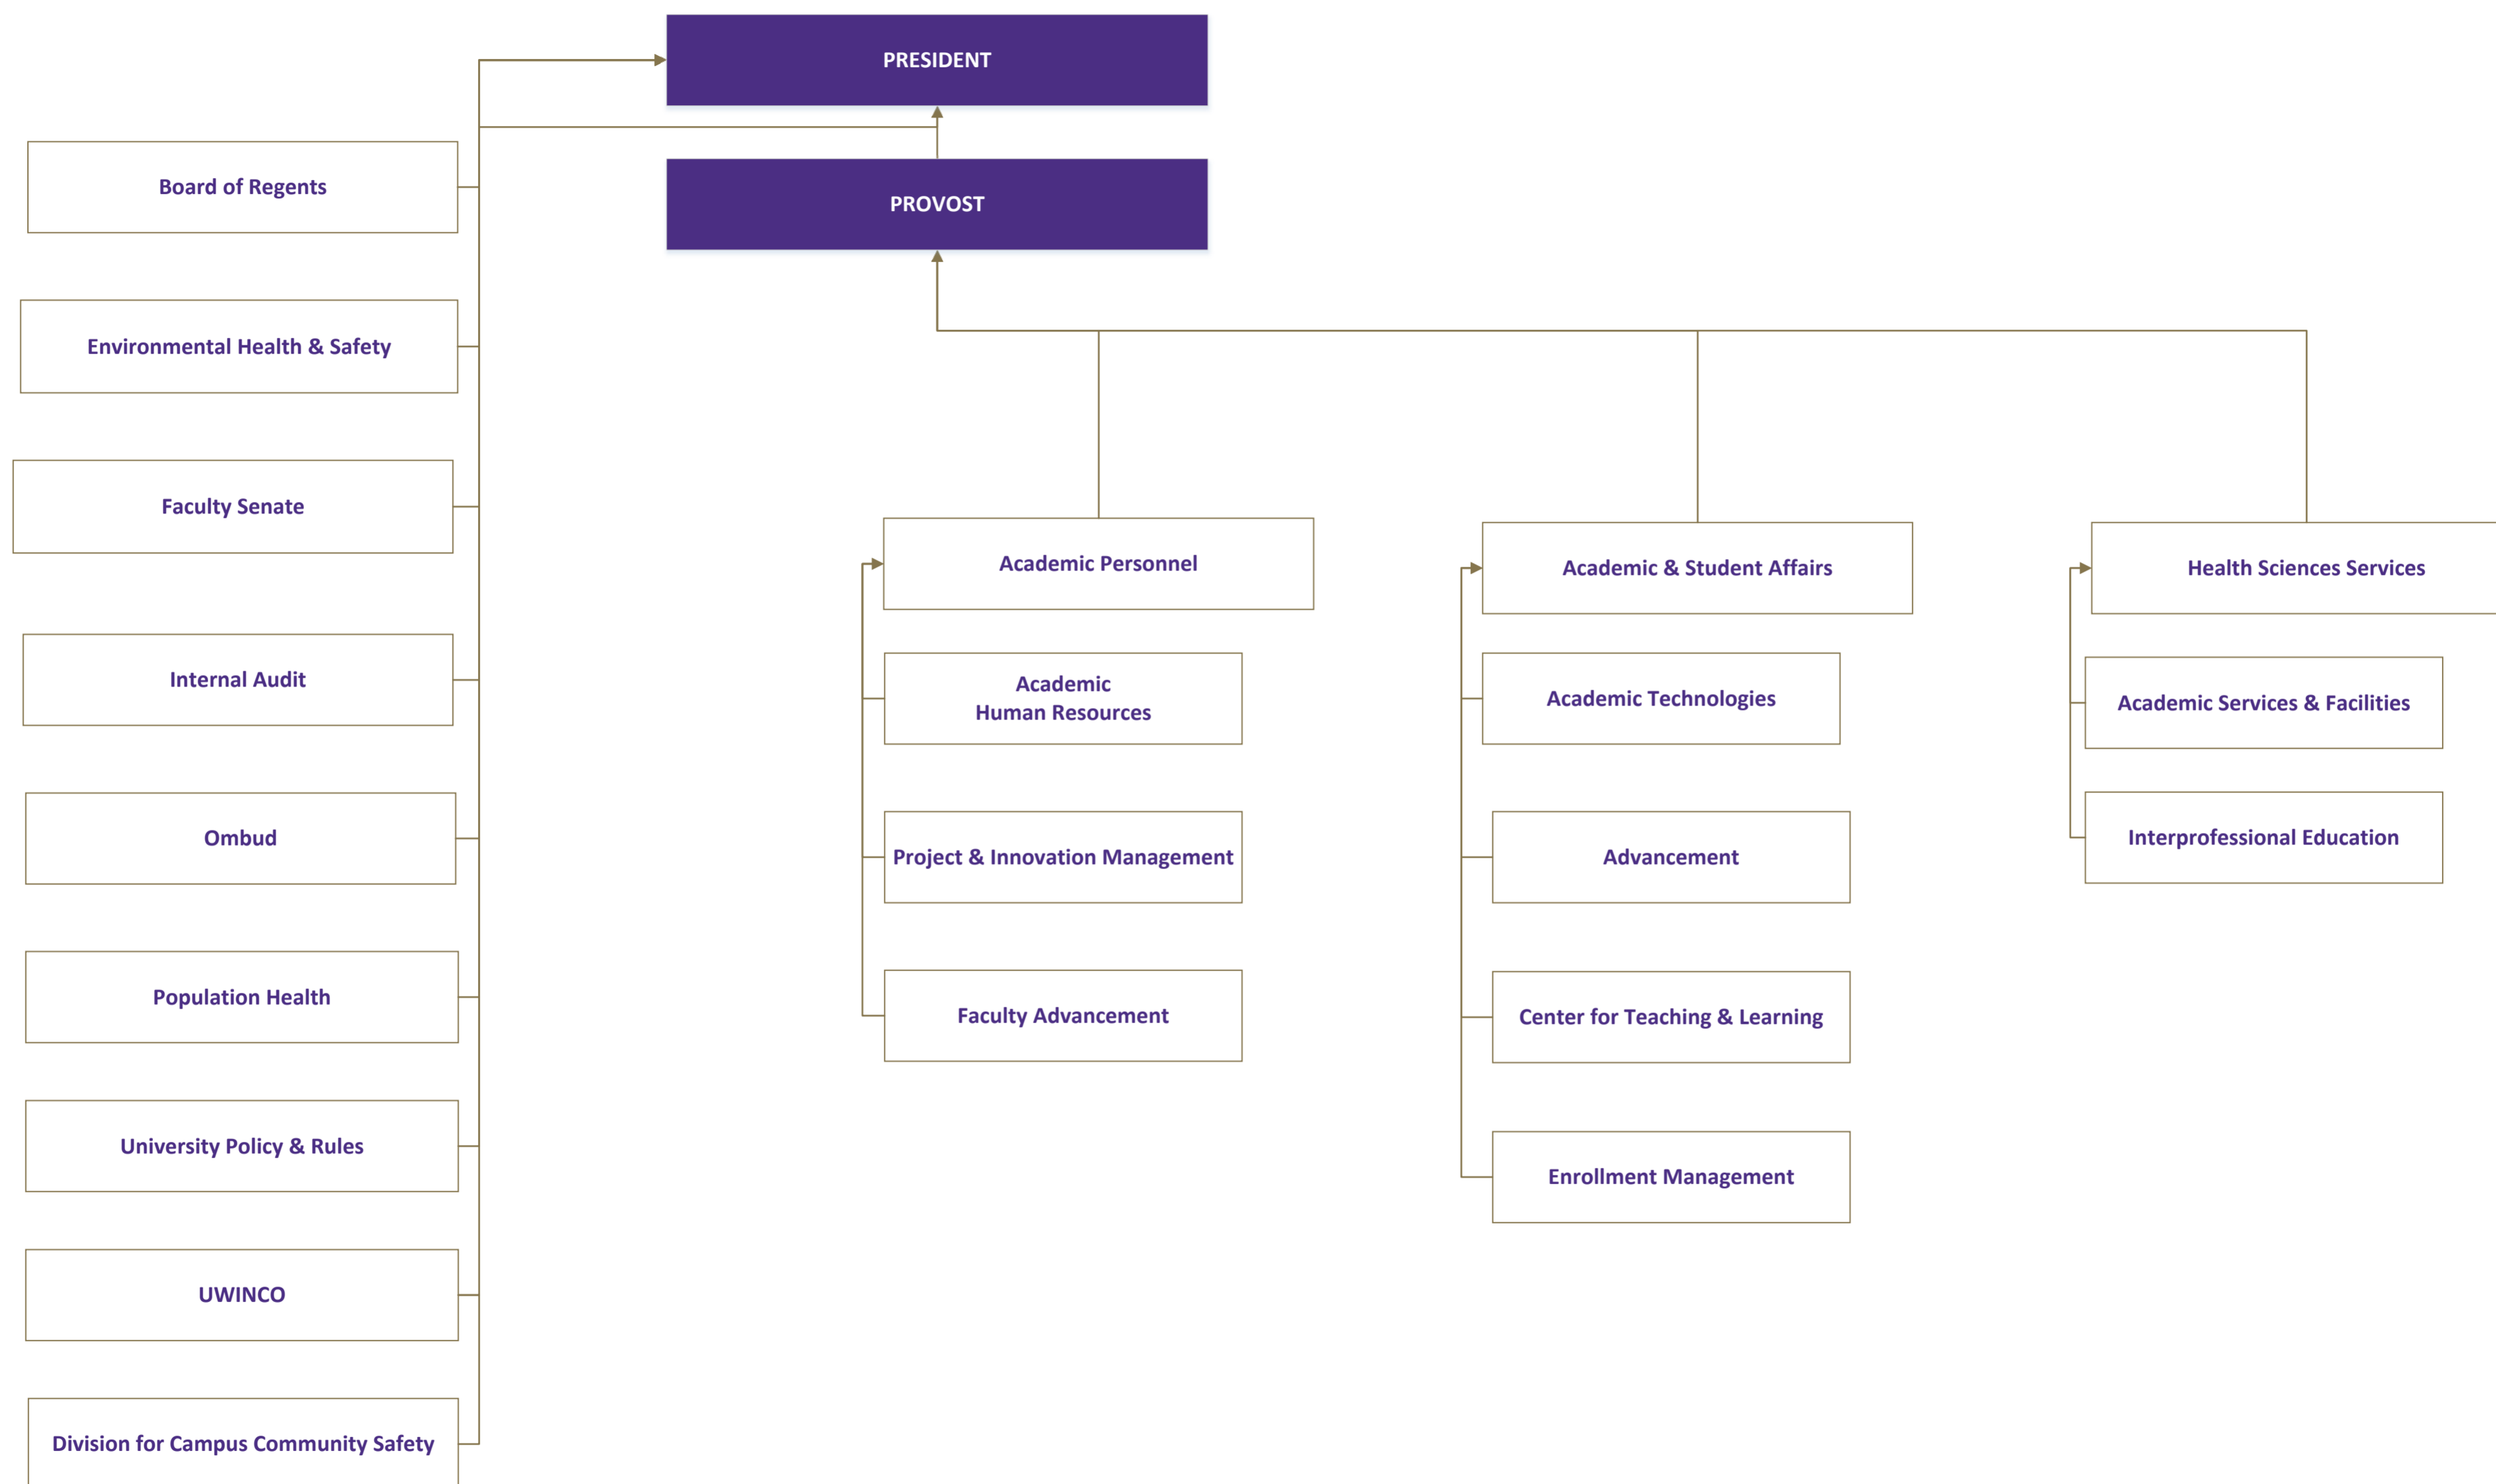 PRESIDENT
PROVOST
Board of Regents
Environmental Health & Safety
Faculty Senate
Internal Audit
Ombud
Population Health
University Policy & Rules
UWINCO
Division for Campus Community Safety
Academic Personnel
Academic
Human Resources
Project & Innovation Management
Faculty Advancement
Academic & Student Affairs
Academic Technologies
Advancement
Center for Teaching & Learning
Enrollment Management
Health Sciences Services
Academic Services & Facilities
Interprofessional Education